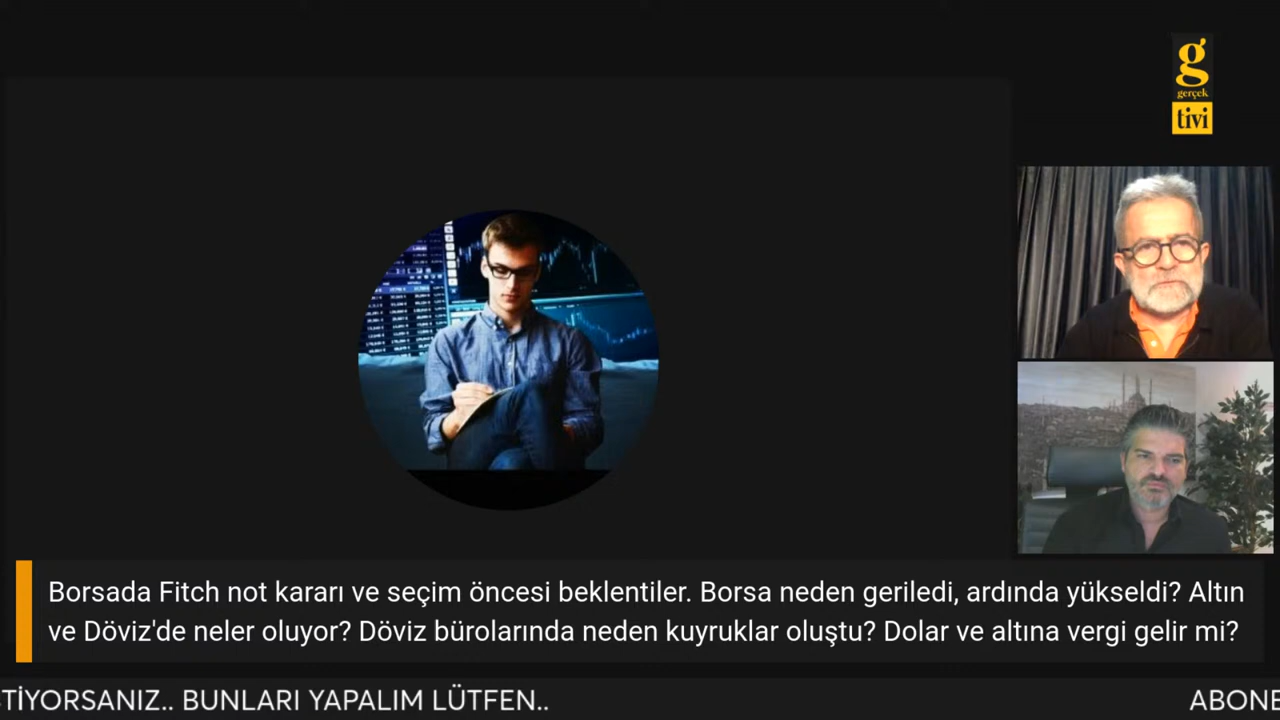 g
gerçek
tivi
Borsada Fitch not kararı ve seçim öncesi beklentiler. Borsa neden geriledi, ardında yükseldi? Altın
ve Döviz'de neler oluyor? Döviz bürolarında neden kuyruklar oluştu? Dolar ve altına vergi gelir mi?
TİYORSANIZ.. BUNLARI YAPALIM LÜTFEN.. ABONE